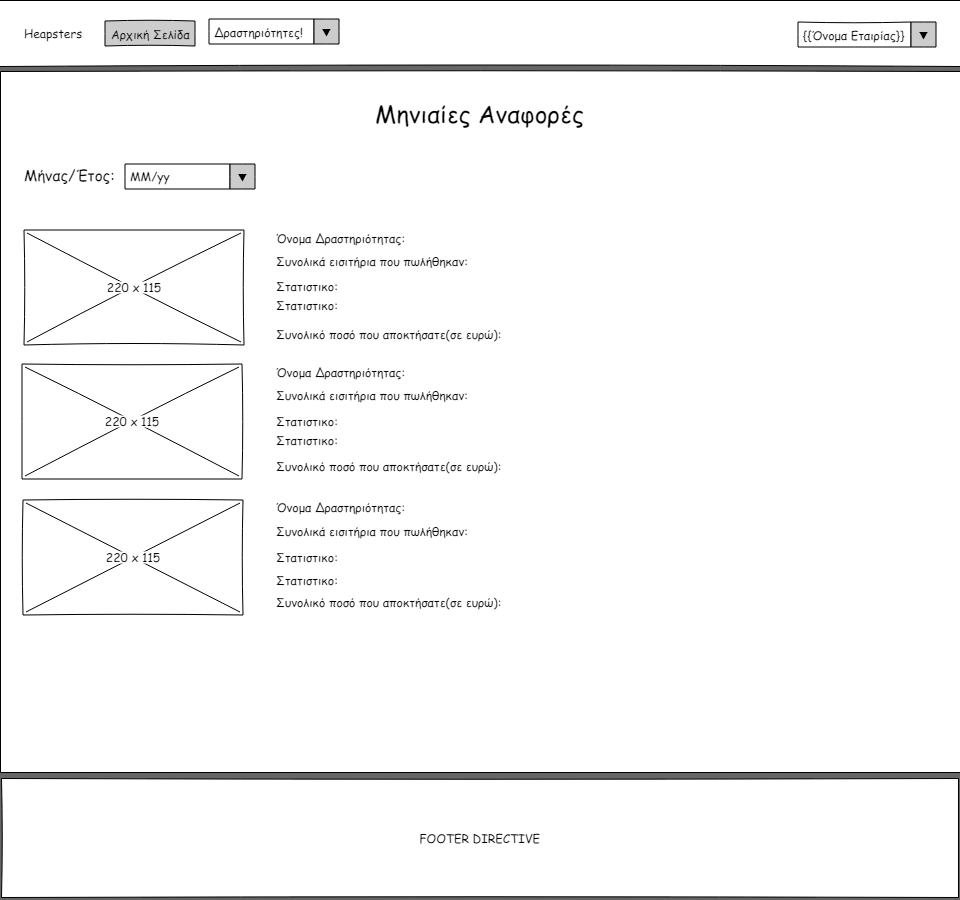 Heapsters Αρχική Σελίδα Δραστηριότητες! {{Όνομα Εταιρίας}}
Μηνιαίες Αναφορές
Μήνας/Έτος: MM/yy
220 x 115
Όνομα Δραστηριότητας:
Συνολικά εισιτήρια που πωλήθηκαν:
Στατιστικο:
Στατιστικο:
Συνολικό ποσό που αποκτήσατε(σε ευρώ):
220 x 115
Όνομα Δραστηριότητας:
Συνολικά εισιτήρια που πωλήθηκαν:
Στατιστικο:
Στατιστικο:
Συνολικό ποσό που αποκτήσατε(σε ευρώ):
220 x 115
Όνομα Δραστηριότητας:
Συνολικά εισιτήρια που πωλήθηκαν:
Στατιστικο:
Στατιστικο:
Συνολικό ποσό που αποκτήσατε(σε ευρώ):
FOOTER DIRECTIVE